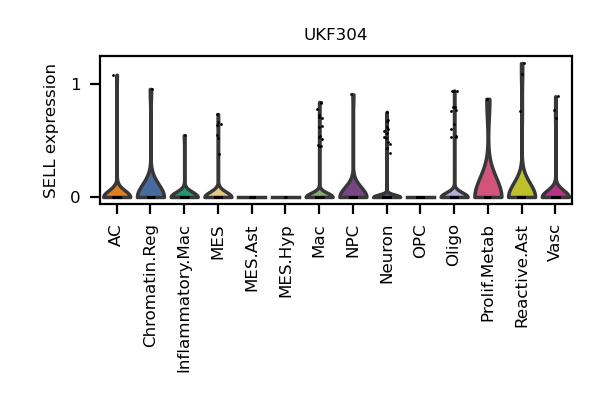 UKF304
SELL expression
1
0
AC
Chromatin.Reg
Inflammatory.Mac
MES
MES.Ast
MES.Hyp
Mac
NPC
Neuron
OPC
Oligo
Prolif.Metab
Reactive.Ast
Vasc